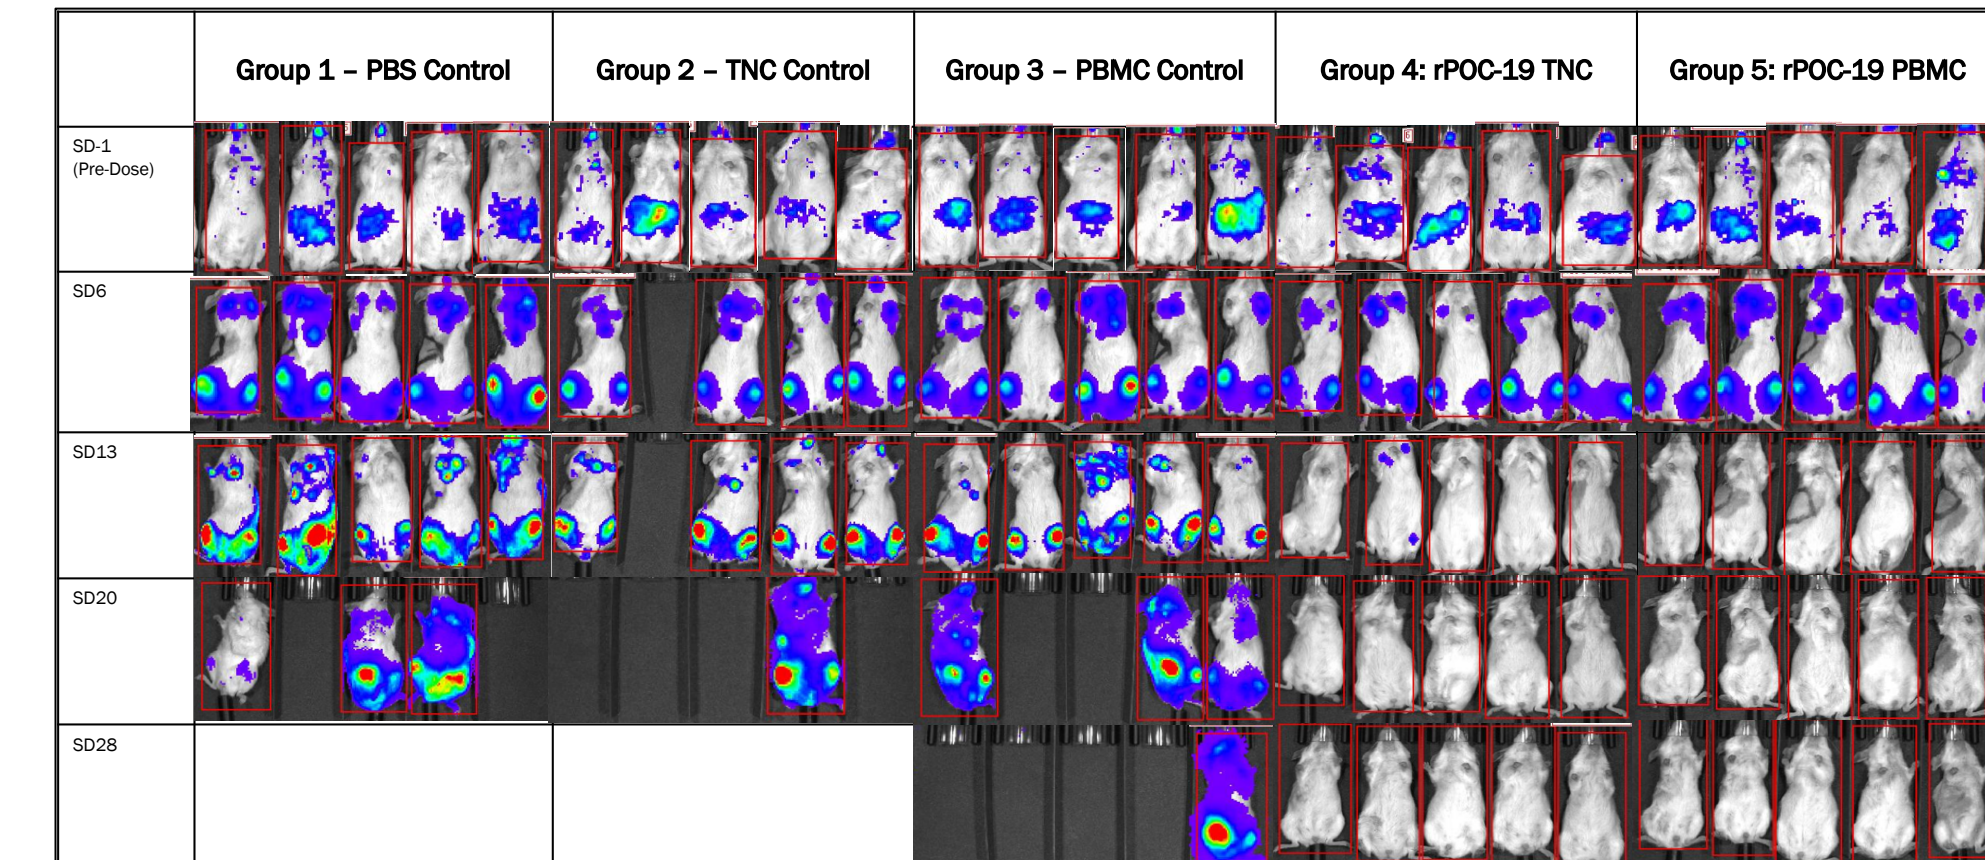 Group 1 – PBS Control
Group 2 – TNC Control
Group 3 – PBMC Control
Group 4: rPOC-19 TNC
Group 5: rPOC-19 PBMC
SD-1
(Pre-Dose)
SD6
SD13
SD20
SD28